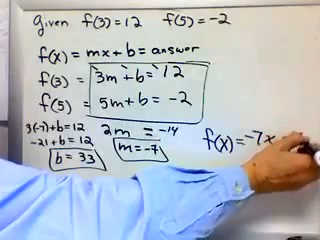 Given f(3)=12 f(5)=-2
f(x) = mx+b = answer
f(3) = 3m+b = 12
f(5) = 5m+b = -2
3(-7)+b=12
-21+b=12
b=33
2m = -14
m=-7
f(x)=-7x